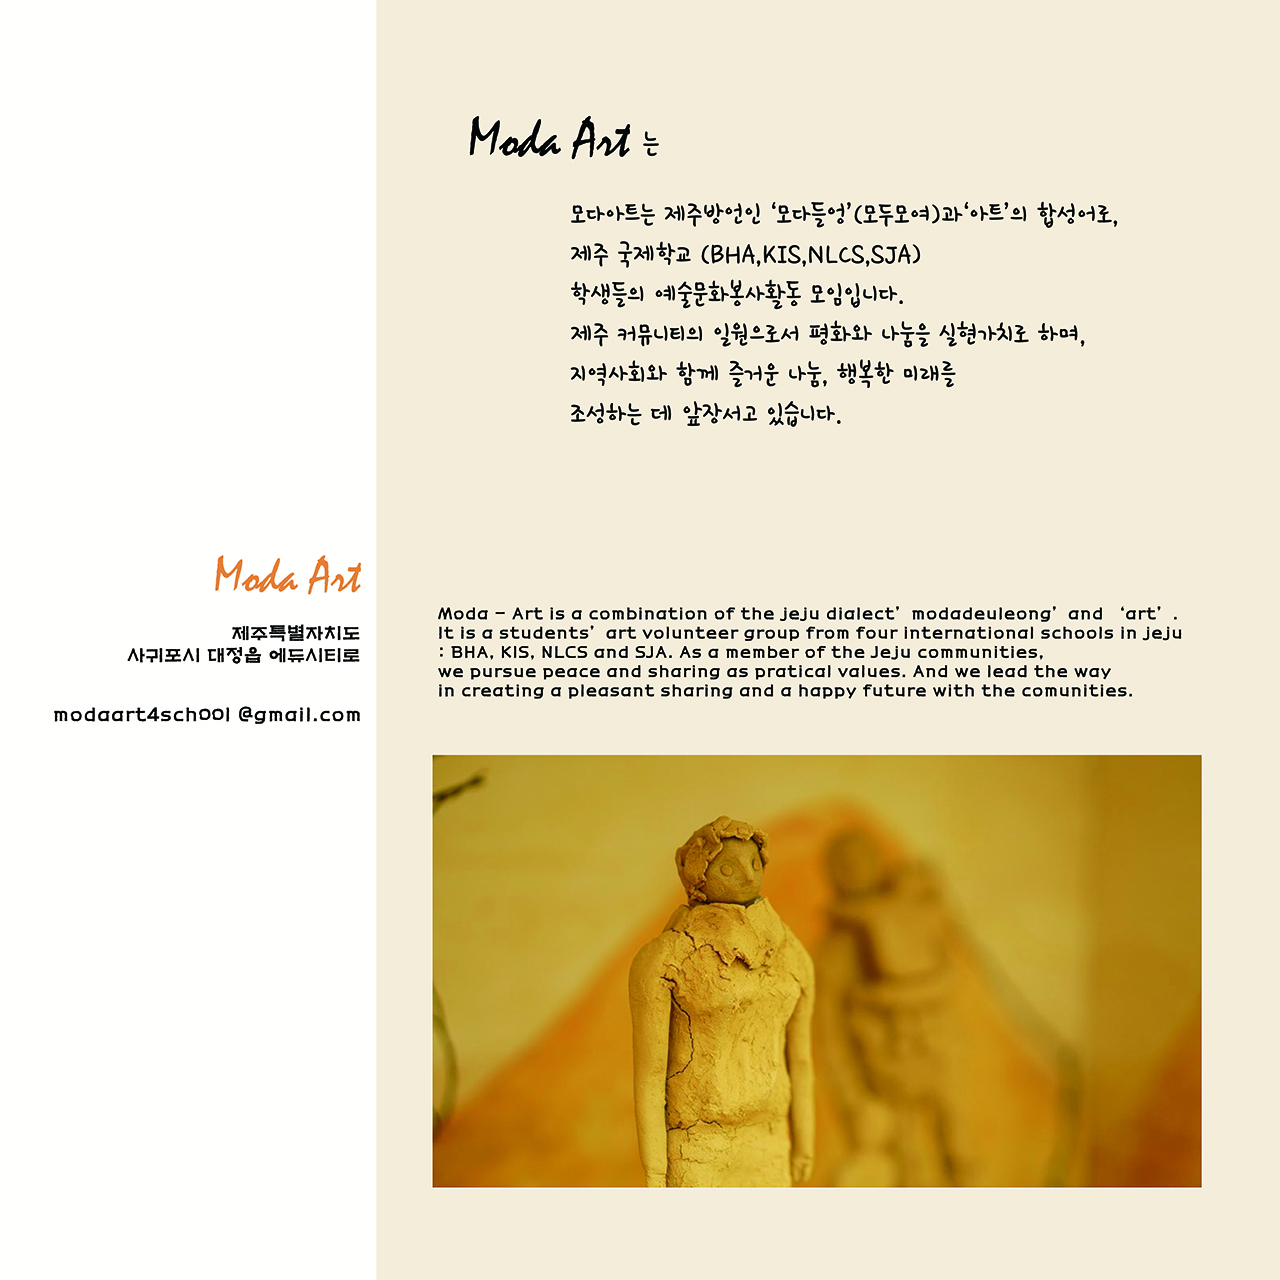 Moda Art 는
모다아트는 제주방언인 ‘모다들엉’(모두모여)과‘아트’의 합성어로,
제주 국제학교 (BHA,KIS,NLCS,SJA)
학생들의 예술문화봉사활동 모임입니다.
제주 커뮤니티의 일원으로서 평화와 나눔을 실현가치로 하며,
지역사회와 함께 즐거운 나눔, 행복한 미래를
조성하는 데 앞장서고 있습니다.
Moda Art
제주특별자치도
사귀포시 대정읍 에듀시티로
modaart4school @gmail.com
Moda - Art is a combination of the jeju dialect’ modadeuleong’ and ‘art’ .
It is a students’ art volunteer group from four international schools in jeju
: BHA, KIS, NLCS and SJA. As a member of the Jeju communities,
we pursue peace and sharing as pratical values. And we lead the way
in creating a pleasant sharing and a happy future with the comunities.